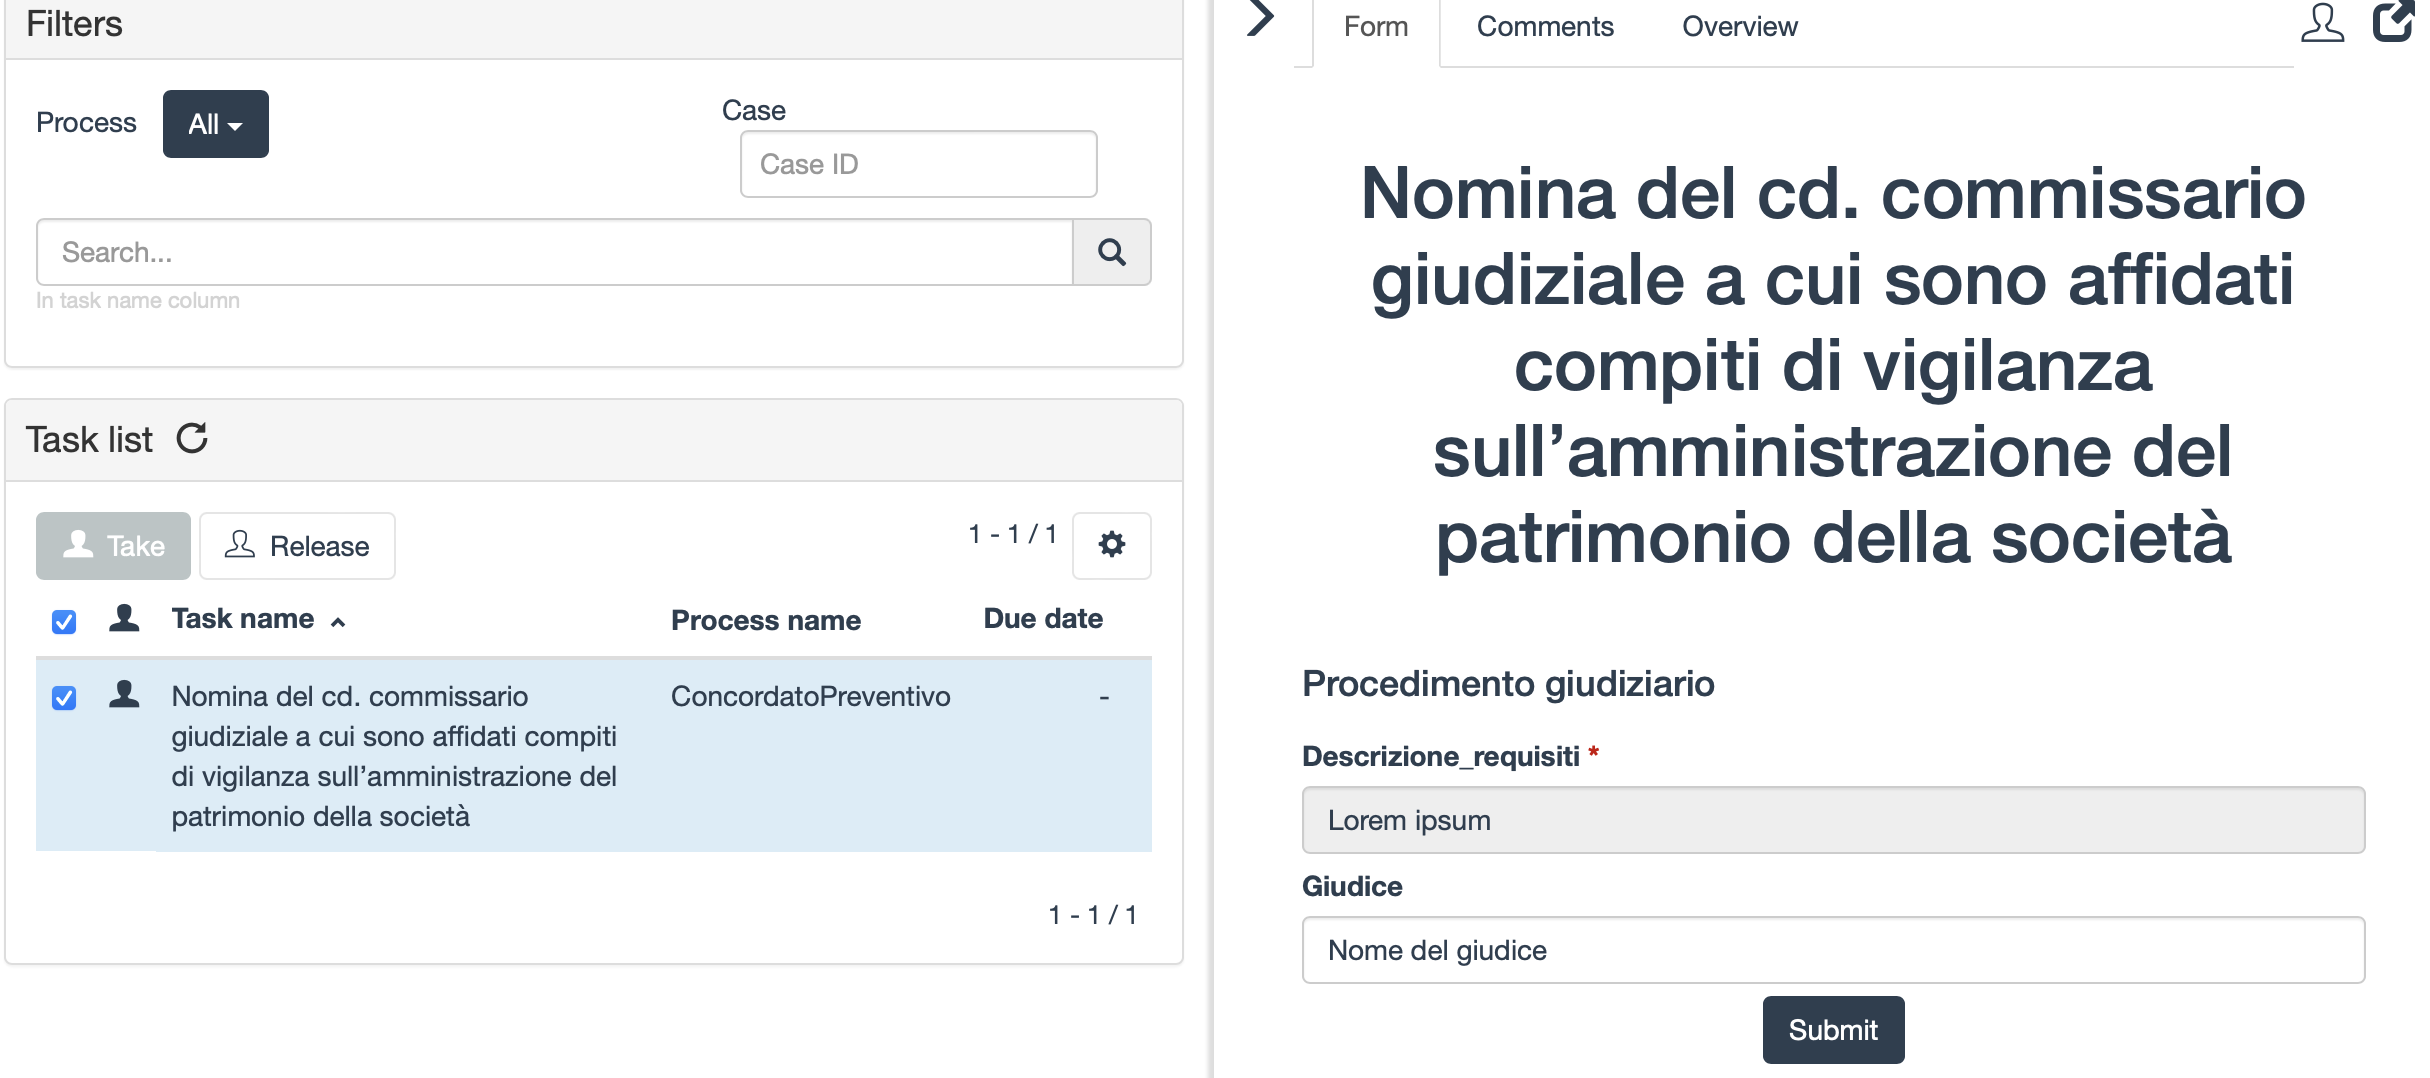 Filters
Process
All
Case
Case ID
Search...
In task name column
Task list
Take
Release
1 - 1 / 1
Task name
Process name
Due date
Nomina del cd. commissario
giudiziale a cui sono affidati compiti
di vigilanza sull’amministrazione del
patrimonio della società
ConcordatoPreventivo
-
1 - 1 / 1
Form
Comments
Overview
Nomina del cd. commissario
giudiziale a cui sono affidati
compiti di vigilanza
sull’amministrazione del
patrimonio della società
Procedimento giudiziario
Descrizione_requisiti *
Lorem ipsum
Giudice
Nome del giudice
Submit